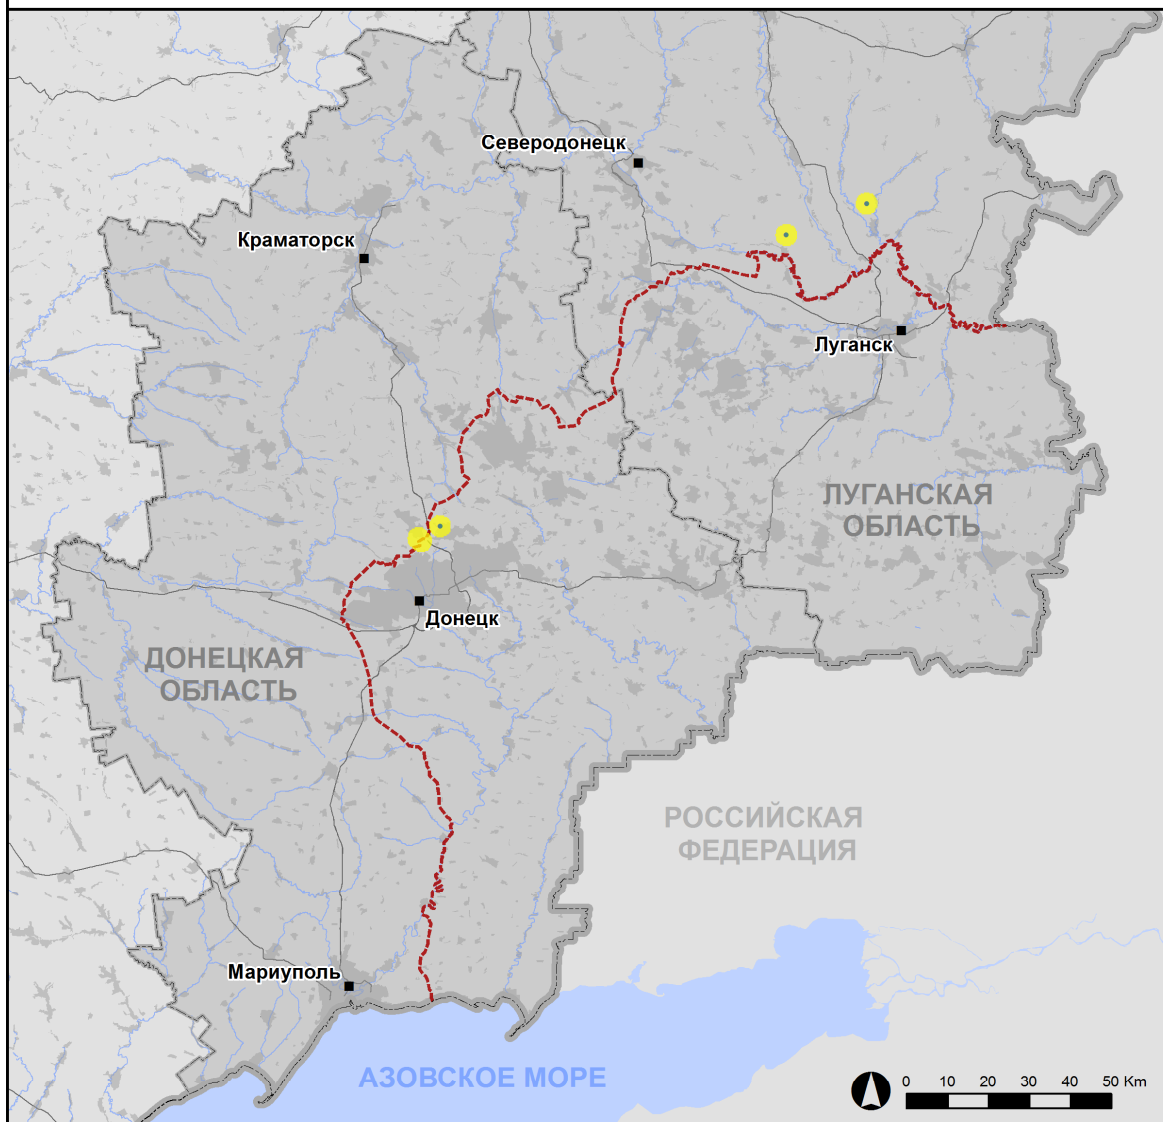 Северодонецк
Краматорск
Луганск
ЛУГАНСКАЯ
ОБЛАСТЬ
Донецк
ДОНЕЦКАЯ
ОБЛАСТЬ
РОССИЙСКАЯ
ФЕДЕРАЦИЯ
Мариуполь
АЗОВСКОЕ МОРЕ
0 10 20 30 40 50 Км